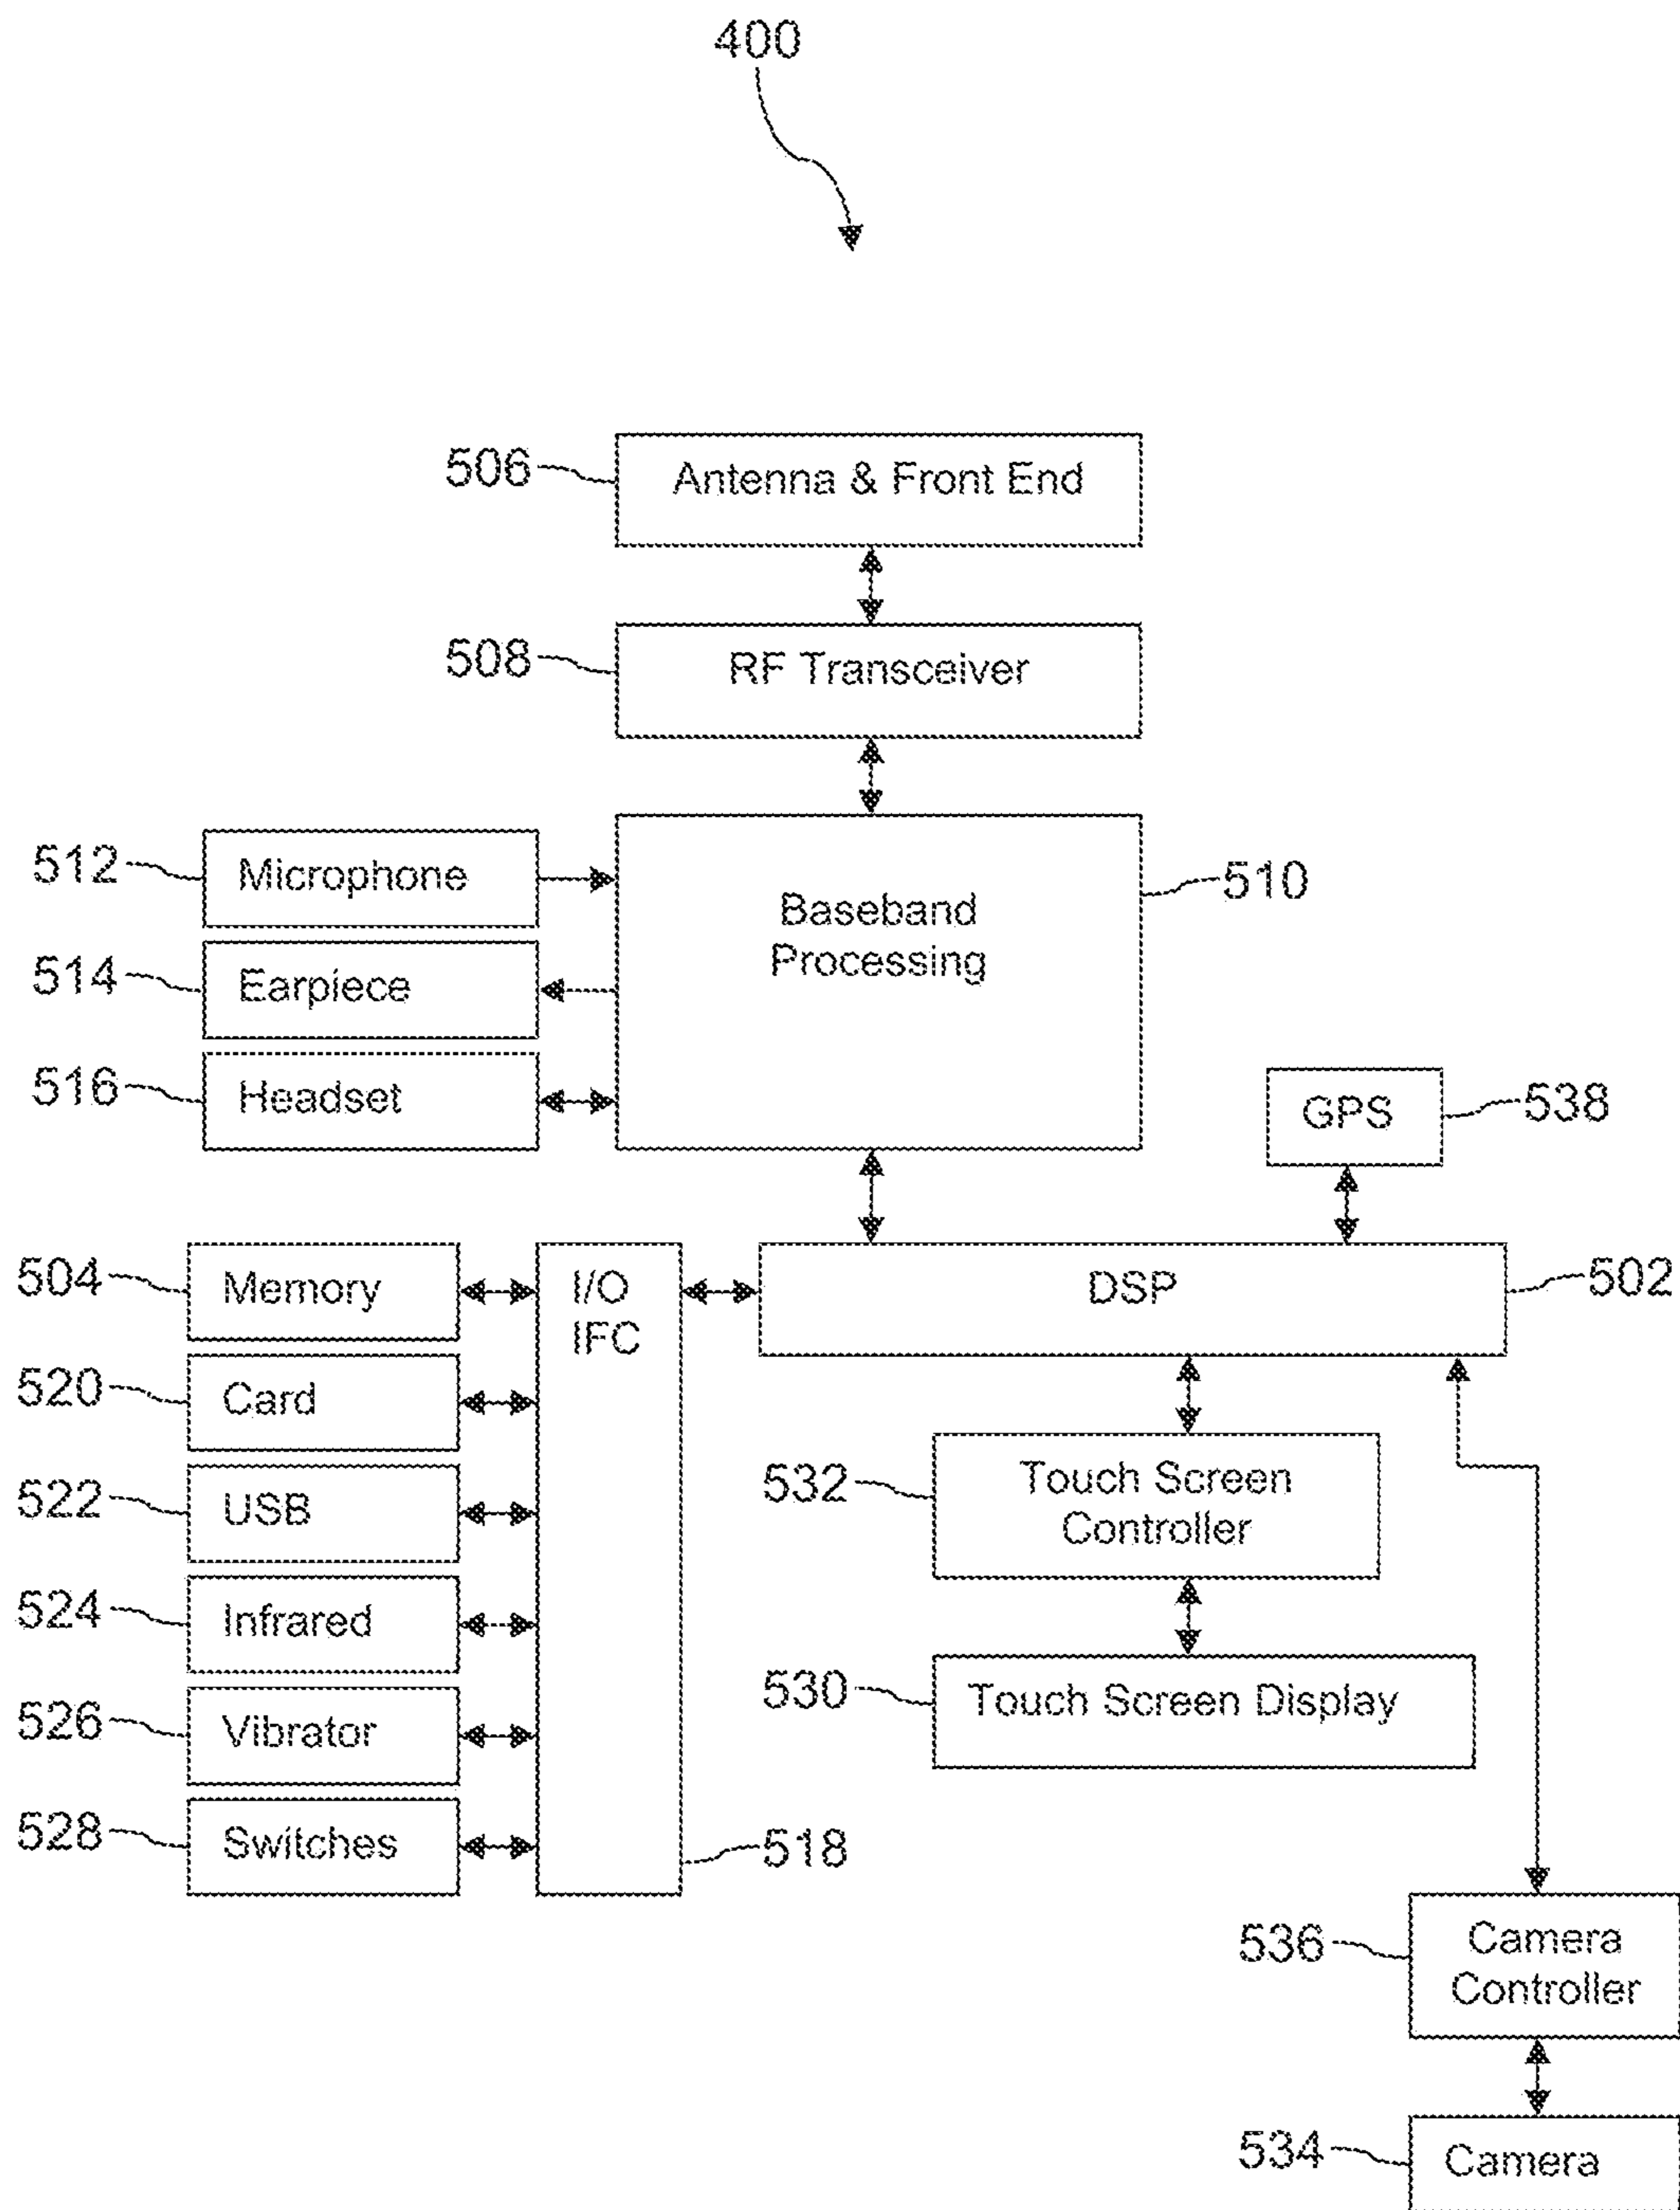 400
506 Antenna & Front End
508 RF Transceiver
512 Microphone
Baseband
Processing
510
514 Earpiece
516 Headset
GPS 538
504 Memory
I/O
IFC
DSP 502
520 Card
522 USB
532 Touch Screen
Controller
524 Infrared
530 Touch Screen Display
526 Vibrator
528 Switches
518
536 Camera
Controller
534 Camera